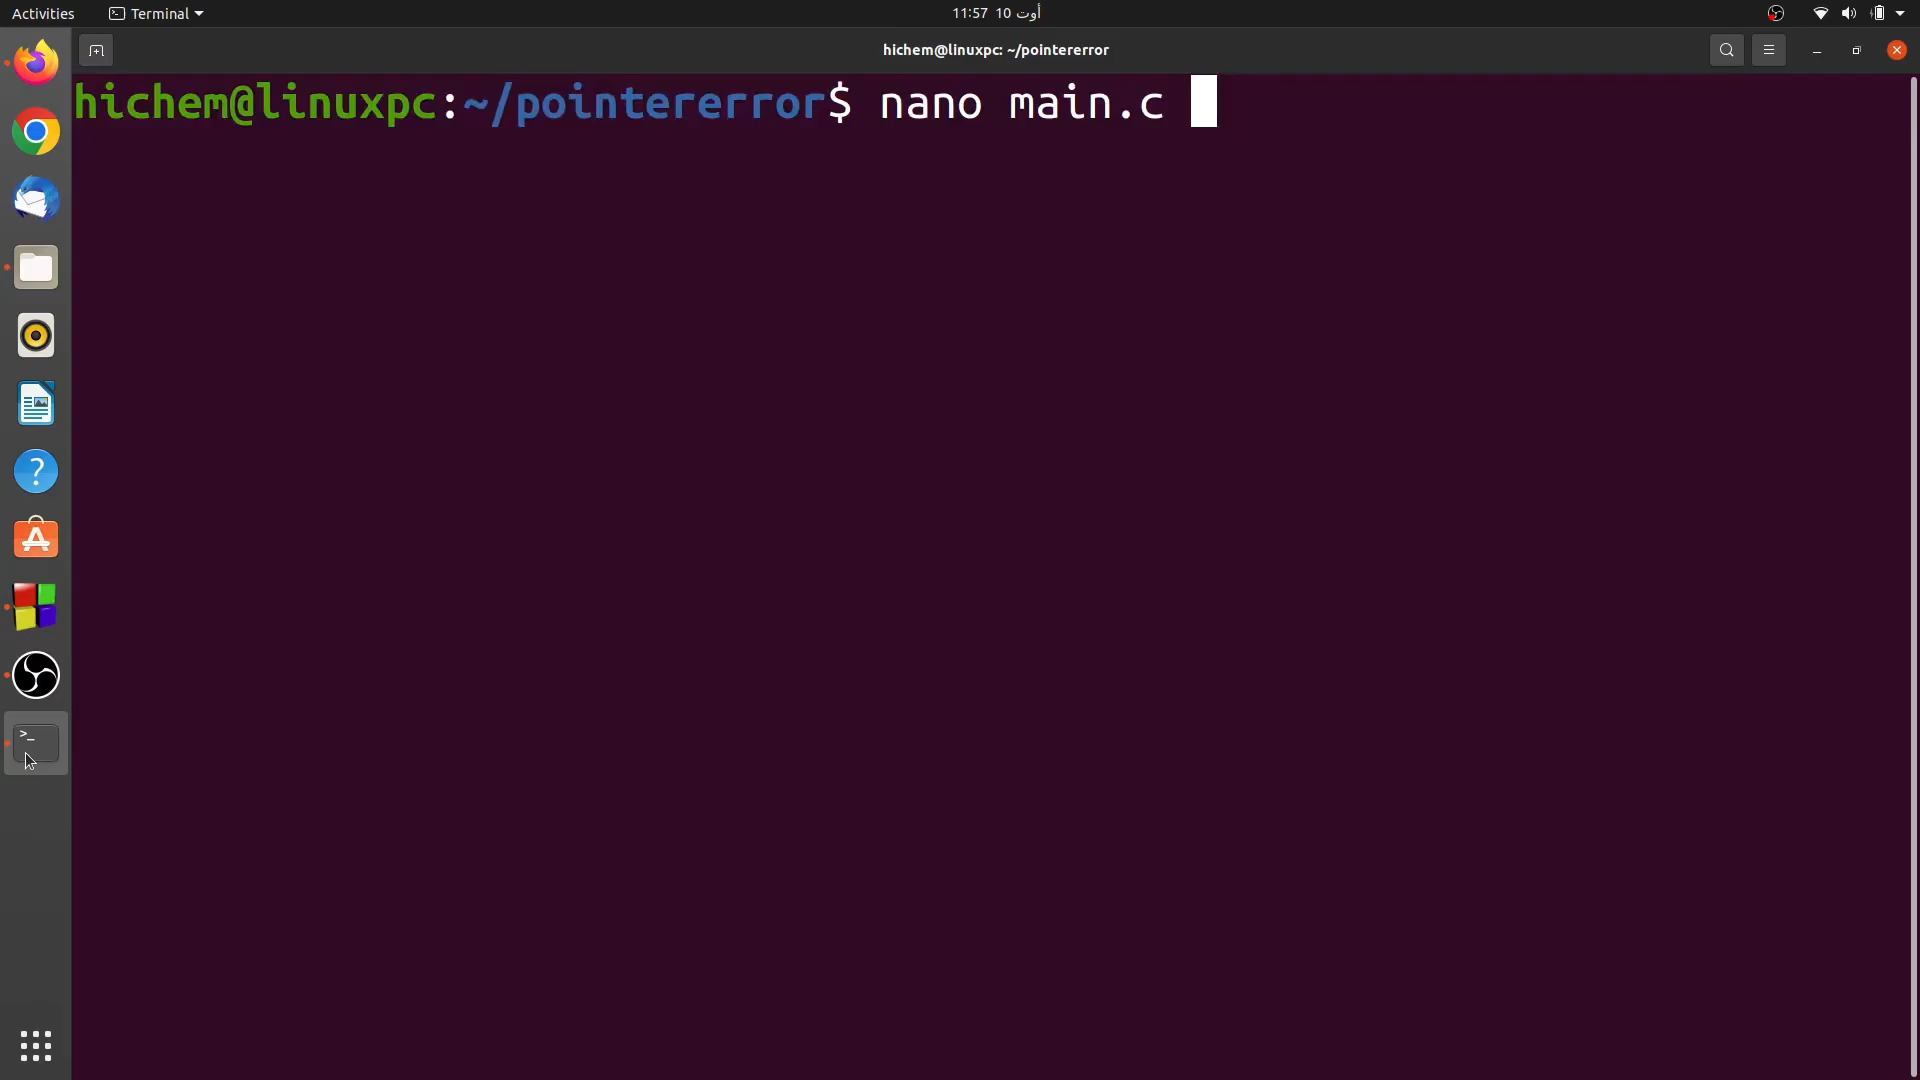 Activities
Terminal
11:57 10 أوت
hichem@linuxpc: ~/pointererror
hichem@linuxpc:~/pointererror$ nano main.c